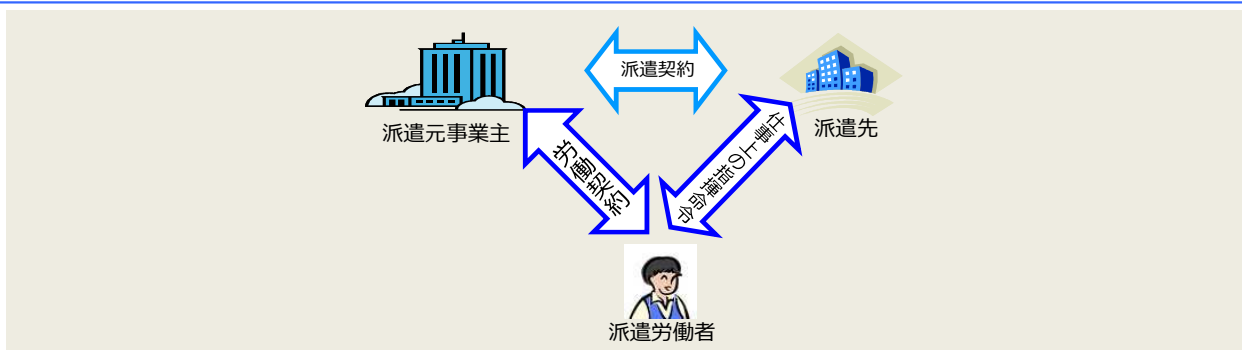 派遣契約
派遣元事業主
派遣先
労働契約
仕事上の指揮命令
派遣労働者